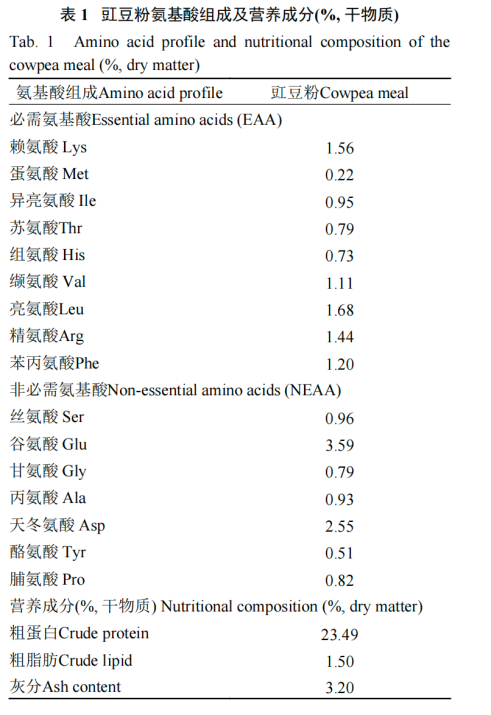 表 1 豇豆粉氨基酸组成及营养成分(%, 干物质)
Tab. 1 Amino acid profile and nutritional composition of the
cowpea meal (%, dry matter)
氨基酸组成Amino acid profile 豇豆粉Cowpea meal
必需氨基酸Essential amino acids (EAA)
赖氨酸 Lys 1.56
蛋氨酸 Met 0.22
异亮氨酸 Ile 0.95
苏氨酸Thr 0.79
组氨酸 His 0.73
缬氨酸 Val 1.11
亮氨酸Leu 1.68
精氨酸Arg 1.44
苯丙氨酸Phe 1.20
非必需氨基酸Non-essential amino acids (NEAA)
丝氨酸 Ser 0.96
谷氨酸 Glu 3.59
甘氨酸 Gly 0.79
丙氨酸 Ala 0.93
天冬氨酸 Asp 2.55
酪氨酸 Tyr 0.51
脯氨酸 Pro 0.82
营养成分(%, 干物质) Nutritional composition (%, dry matter)
粗蛋白Crude protein 23.49
粗脂肪Crude lipid 1.50
灰分Ash content 3.20